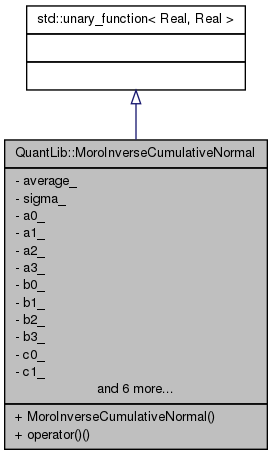 std::unary_function< Real, Real >
QuantLib::MoroInverseCumulativeNormal
- average_
- sigma_
- a0_
- a1_
- a2_
- a3_
- b0_
- b1_
- b2_
- b3_
- c0_
- c1_
and 6 more...
+ MoroInverseCumulativeNormal()
+ operator()()